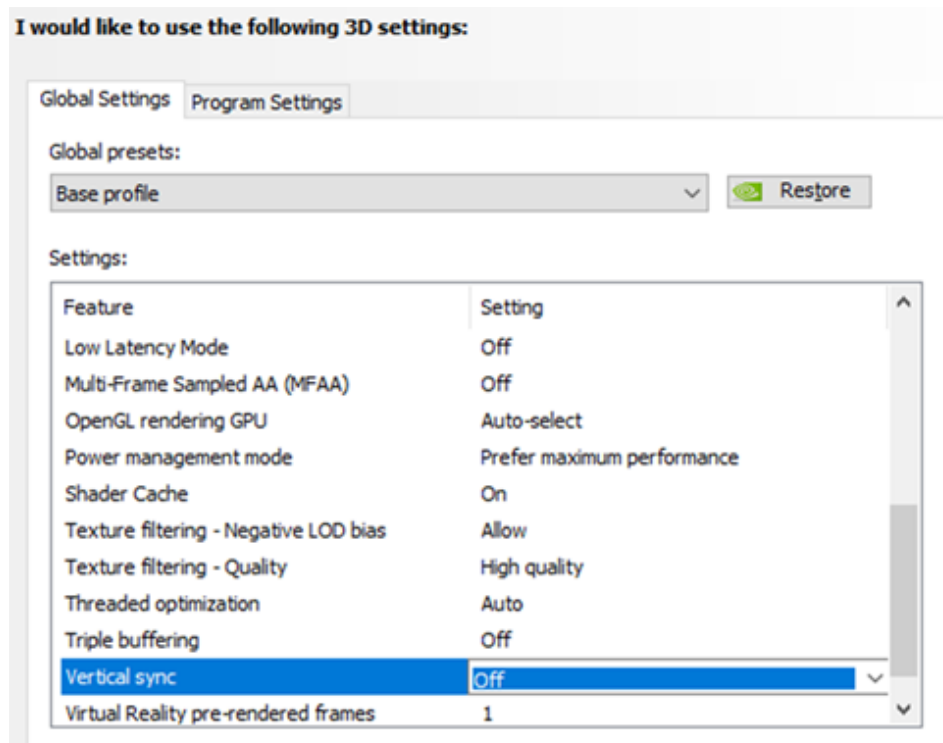 I would like to use the following 3D settings:
Global Settings Program Settings
Global presets:
Base profile Restore
Settings:
Feature Setting
Low Latency Mode Off
Multi-Frame Sampled AA (MFAA) Off
OpenGL rendering GPU Auto-select
Power management mode Prefer maximum performance
Shader Cache On
Texture filtering - Negative LOD bias Allow
Texture filtering - Quality High quality
Threaded optimization Auto
Triple buffering Off
Vertical sync Off
Virtual Reality pre-rendered frames 1